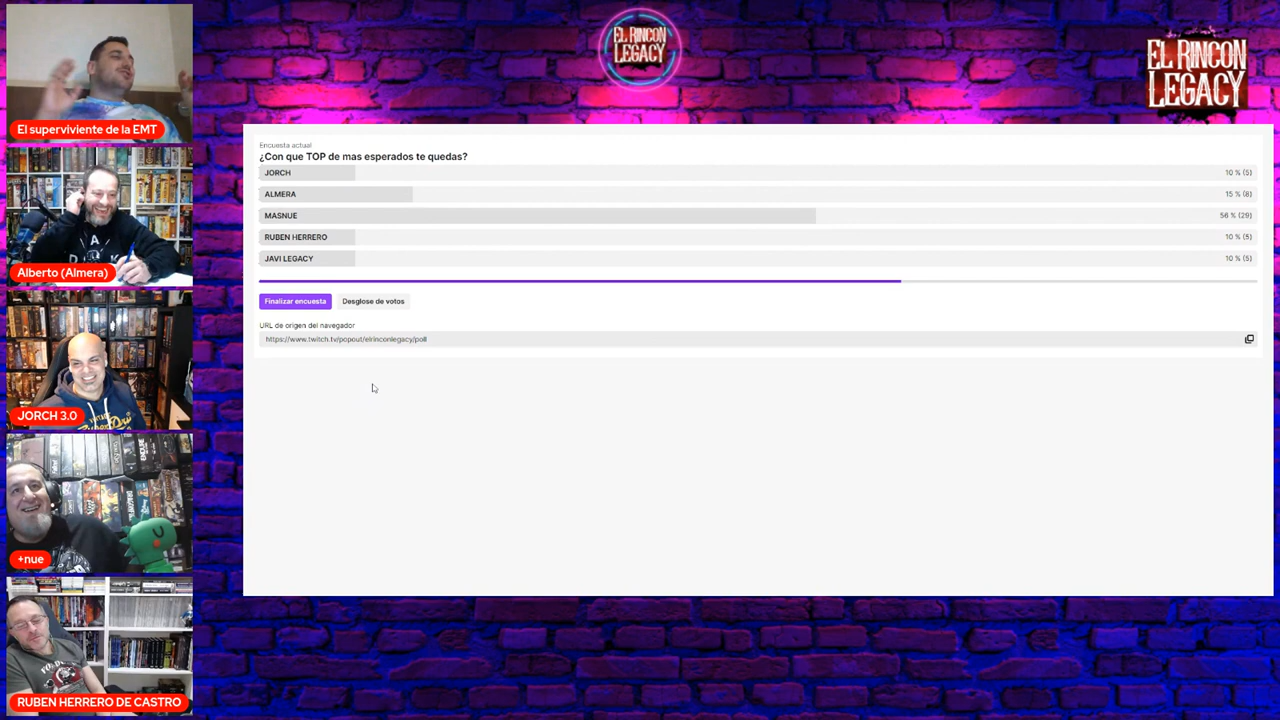 EL RINCON
LEGACY
EL RINCON
LEGACY
El superviviente de la EMT
Alberto (Almera)
JORCH 3.0
+nue
RUBEN HERRERO DE CASTRO
Encuesta actual
¿Con que TOP de mas esperados te quedas?
JORCH 10 % (5)
ALMERA 15 % (8)
MASNUE 56 % (29)
RUBEN HERRERO 10 % (5)
JAVI LEGACY 10 % (5)
Finalizar encuesta Desglose de votos
URL de origen del navegador
https://www.twitch.tv/popout/elrinconlegacy/poll